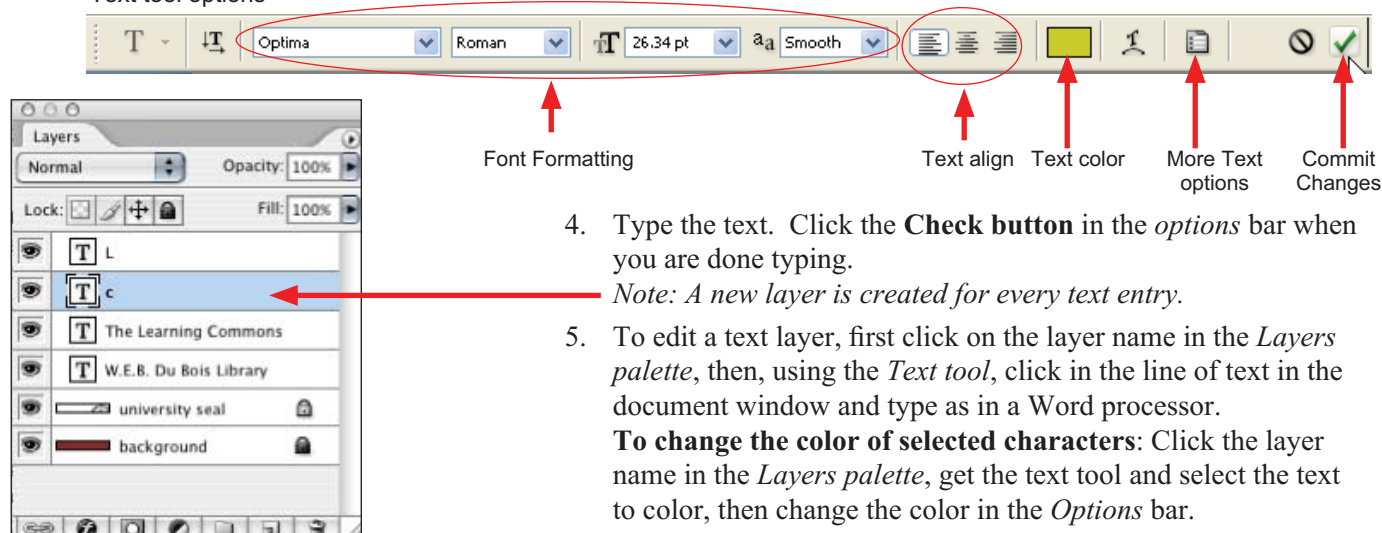 Text tool options
T T Optima Roman T 26.34 pt aa Smooth
Font Formatting
Text align
Text color
More Text
options
Commit
Changes
Layers
Normal Opacity: 100%
Lock: Fill: 100%
T L
T c
T The Learning Commons
T W.E.B. Du Bois Library
university seal
background
4. Type the text. Click the Check button in the options bar when
you are done typing.
Note: A new layer is created for every text entry.
5. To edit a text layer, first click on the layer name in the Layers
palette, then, using the Text tool, click in the line of text in the
document window and type as in a Word processor.
To change the color of selected characters: Click the layer
name in the Layers palette, get the text tool and select the text
to color, then change the color in the Options bar.